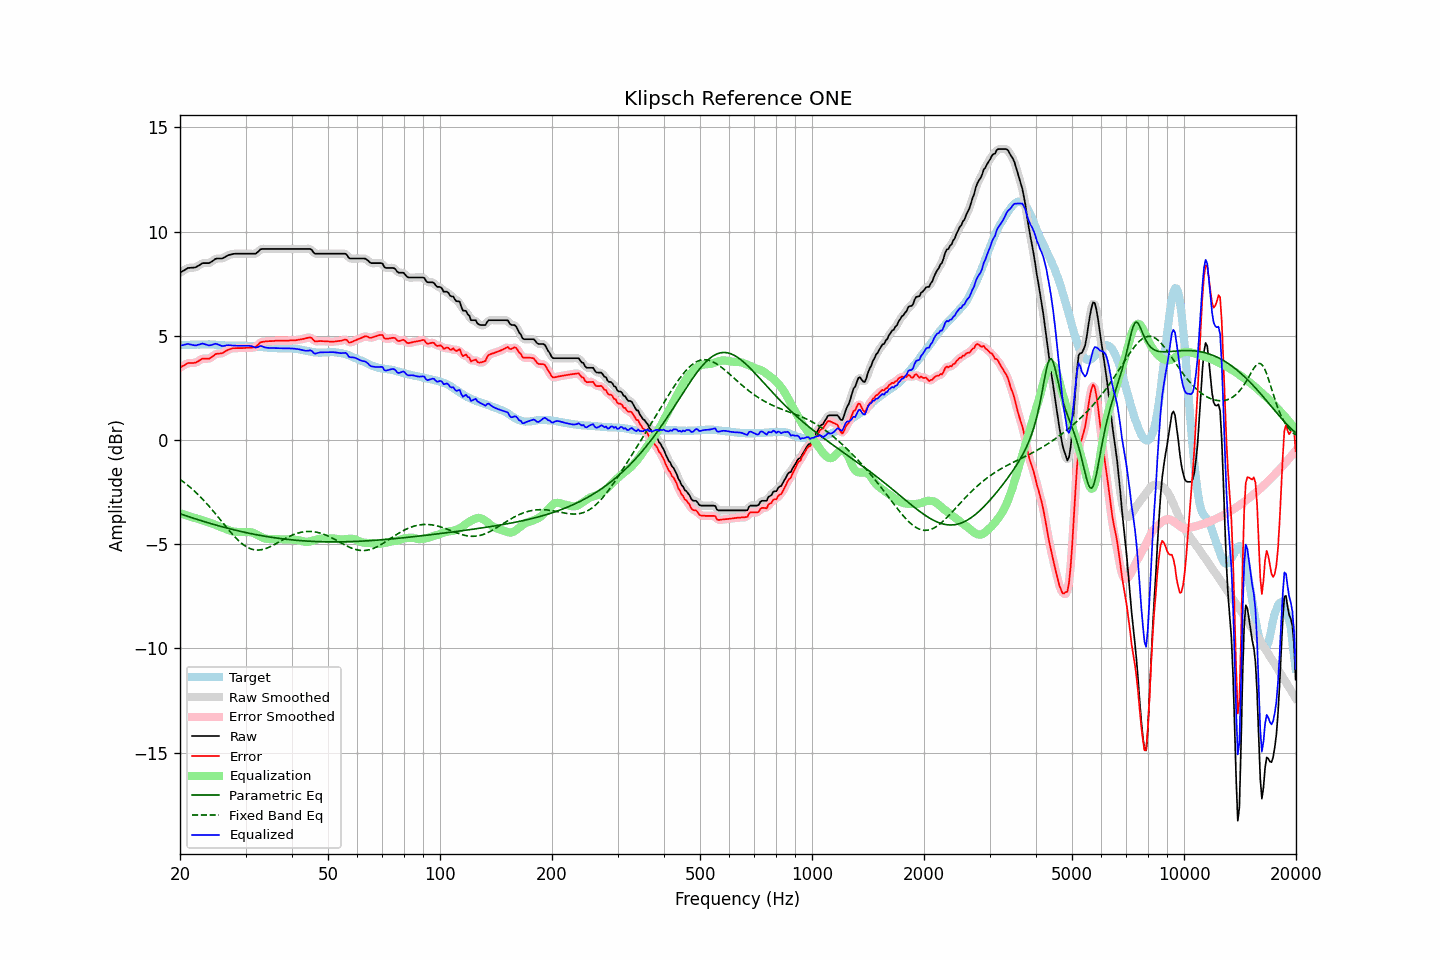 Klipsch Reference ONE
Amplitude (dBr)
15
10
5
0
−5
−10
−15
Target
Raw Smoothed
Error Smoothed
Raw
Error
Equalization
Parametric Eq
Fixed Band Eq
Equalized
20 50 100 200 500 1000 2000 5000 10000 20000
Frequency (Hz)